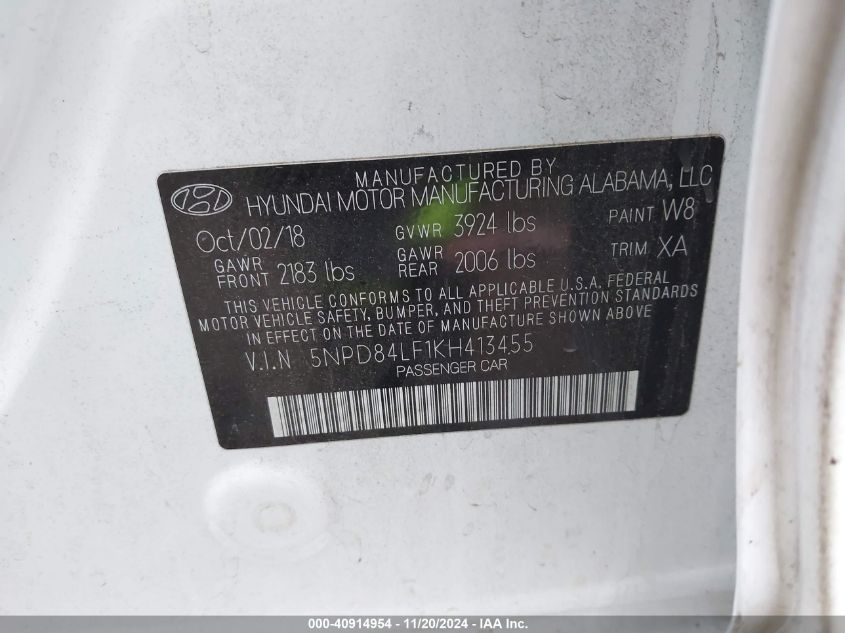 MANUFACTURED BY
HYUNDAI MOTOR MANUFACTURING ALABAMA, LLC
Oct/02/18 GVWR 3924 lbs PAINT W8
GAWR FRONT 2183 lbs GAWR REAR 2006 lbs TRIM XA
THIS VEHICLE CONFORMS TO ALL APPLICABLE U.S.A. FEDERAL
MOTOR VEHICLE SAFETY, BUMPER, AND THEFT PREVENTION STANDARDS
IN EFFECT ON THE DATE OF MANUFACTURE SHOWN ABOVE
V.I.N 5NPD84LF1KH413455
PASSENGER CAR
000-40914954 - 11/20/2024 - IAA Inc.